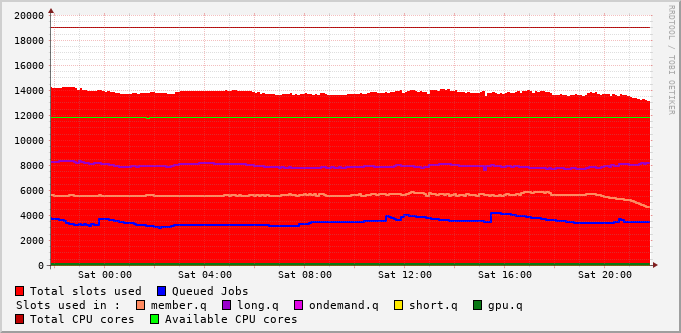 20000
18000
16000
14000
12000
10000
8000
6000
4000
2000
0
Sat 00:00 Sat 04:00 Sat 08:00 Sat 12:00 Sat 16:00 Sat 20:00
RRDTOOL / TOBI OETIKER
Total slots used Queued Jobs
Slots used in : member.q long.q ondemand.q short.q gpu.q
Total CPU cores Available CPU cores